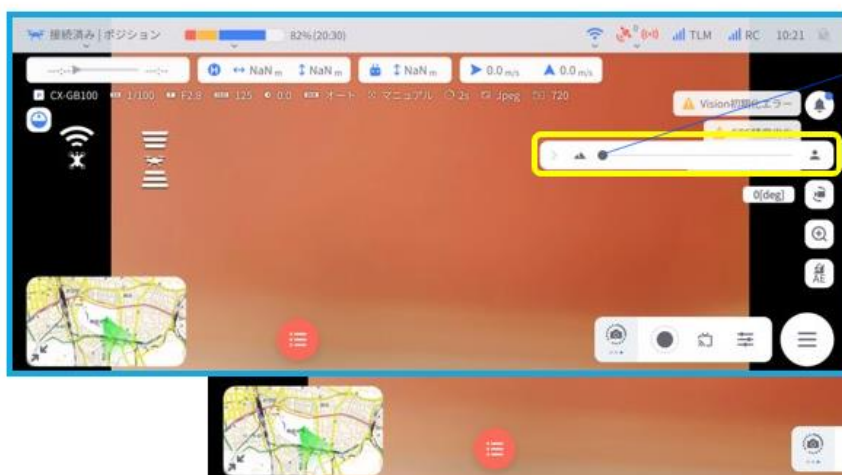 接続済み | ポジション 82%(20:30) TLM RC 10:21
--:-- --:-- H NaN m NaN m NaN m 0.0 m/s 0.0 m/s
P CX-GB100 1/100 F2.8 125 0.0 オート マニュアル 2s Jpeg 720
Vision初期化エラー
0[deg]
AE